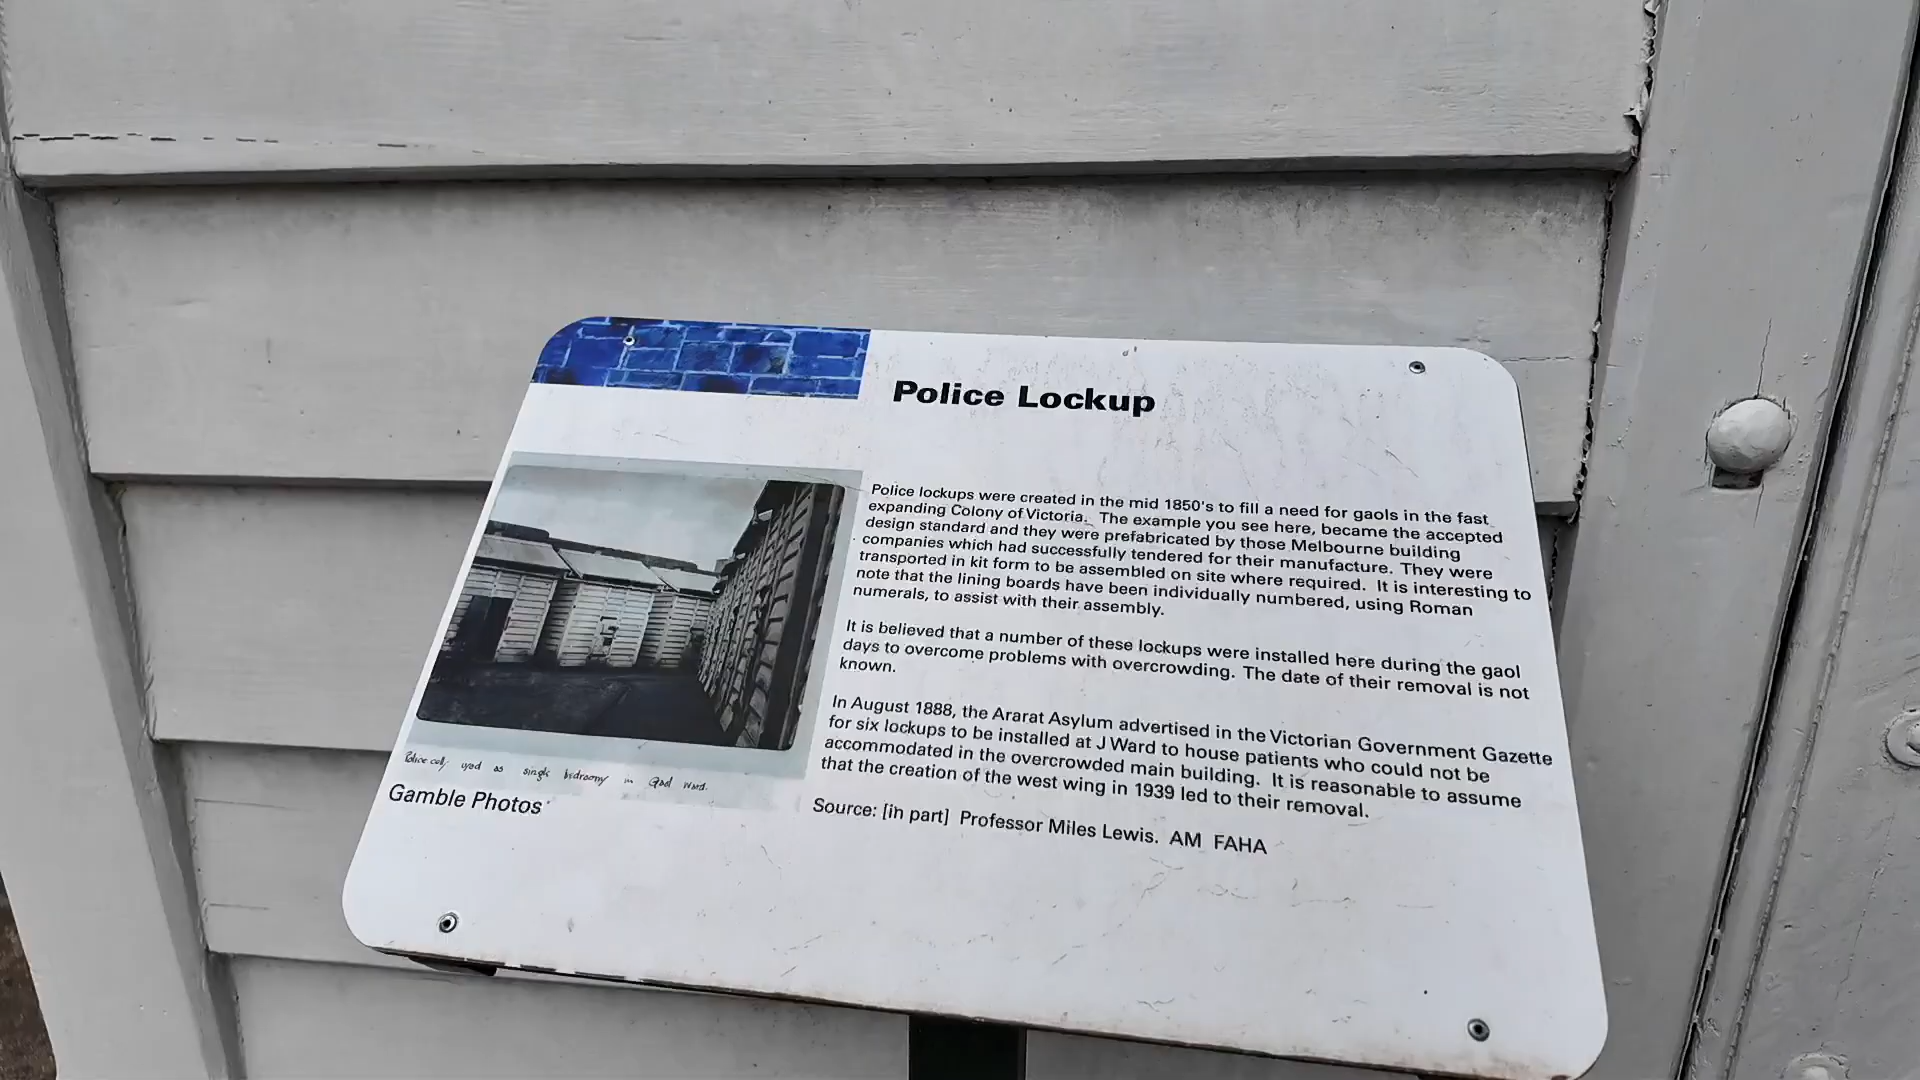 Police Lockup
Police lockups were created in the mid 1850's to fill a need for gaols in the fast
expanding Colony of Victoria. The example you see here, became the accepted
design standard and they were prefabricated by those Melbourne building
companies which had successfully tendered for their manufacture. They were
transported in kit form to be assembled on site where required. It is interesting to
note that the lining boards have been individually numbered, using Roman
numerals, to assist with their assembly.
It is believed that a number of these lockups were installed here during the gaol
days to overcome problems with overcrowding. The date of their removal is not
known.
In August 1888, the Ararat Asylum advertised in the Victorian Government Gazette
for six lockups to be installed at J Ward to house patients who could not be
accommodated in the overcrowded main building. It is reasonable to assume
that the creation of the west wing in 1939 led to their removal.
Source: [in part] Professor Miles Lewis. AM FAHA
Police cells used as single bedrooms in Gaol Ward.
Gamble Photos